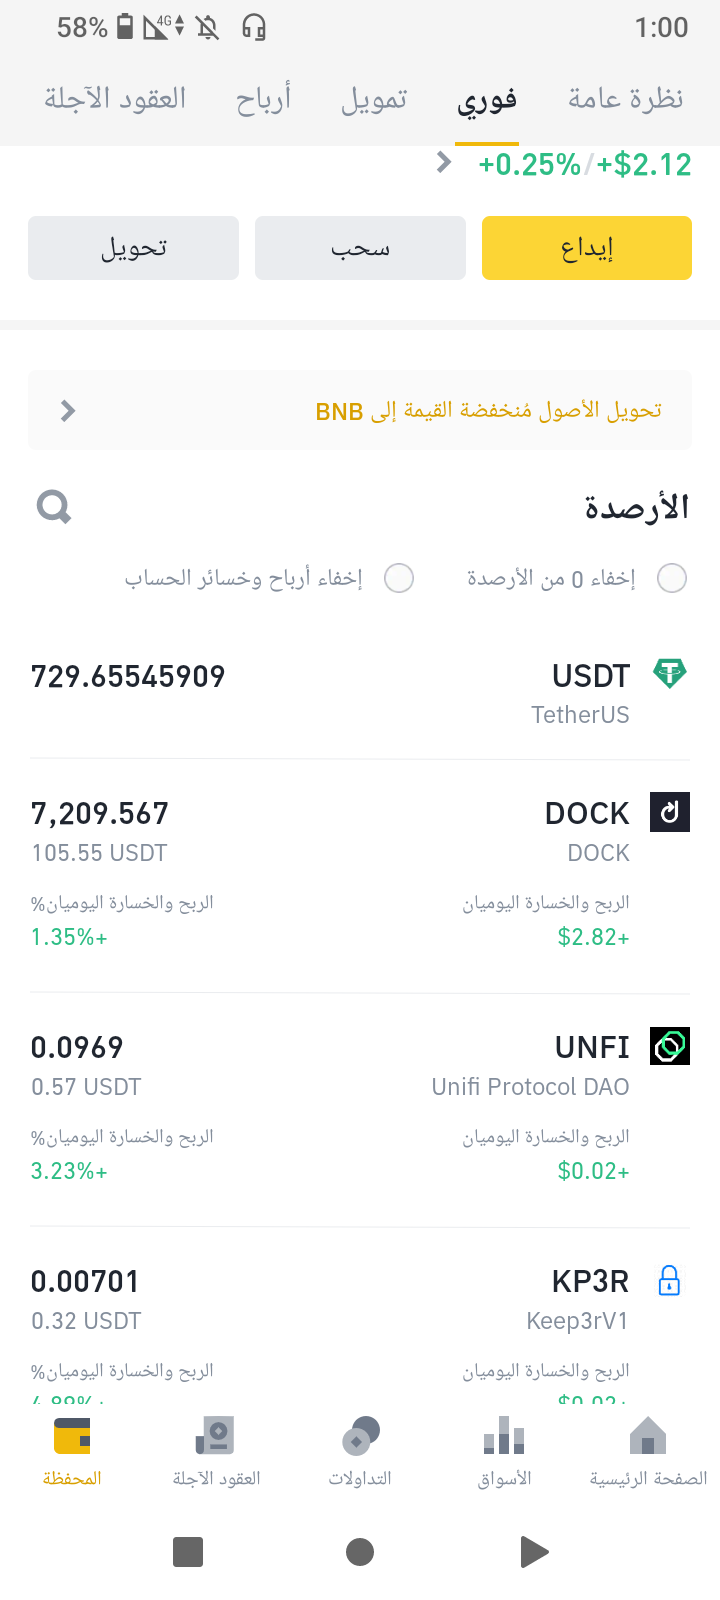 58% 4G 1:00
نظرة عامة فوري تمويل أرباح العقود الآجلة
+0.25%/+$2.12
إيداع سحب تحويل
تحويل الأصول مُنخفضة القيمة إلى BNB
الأرصدة
إخفاء 0 من الأرصدة إخفاء أرباح وخسائر الحساب
USDT 729.65545909
TetherUS
DOCK 7,209.567
DOCK 105.55 USDT
الربح والخسارة اليوميان الربح والخسارة اليوميان%
$2.82+ 1.35%+
UNFI 0.0969
Unifi Protocol DAO 0.57 USDT
الربح والخسارة اليوميان الربح والخسارة اليوميان%
$0.02+ 3.23%+
KP3R 0.00701
Keep3rV1 0.32 USDT
الربح والخسارة اليوميان الربح والخسارة اليوميان%
الصفحة الرئيسية الأسواق التداولات العقود الآجلة المحفظة